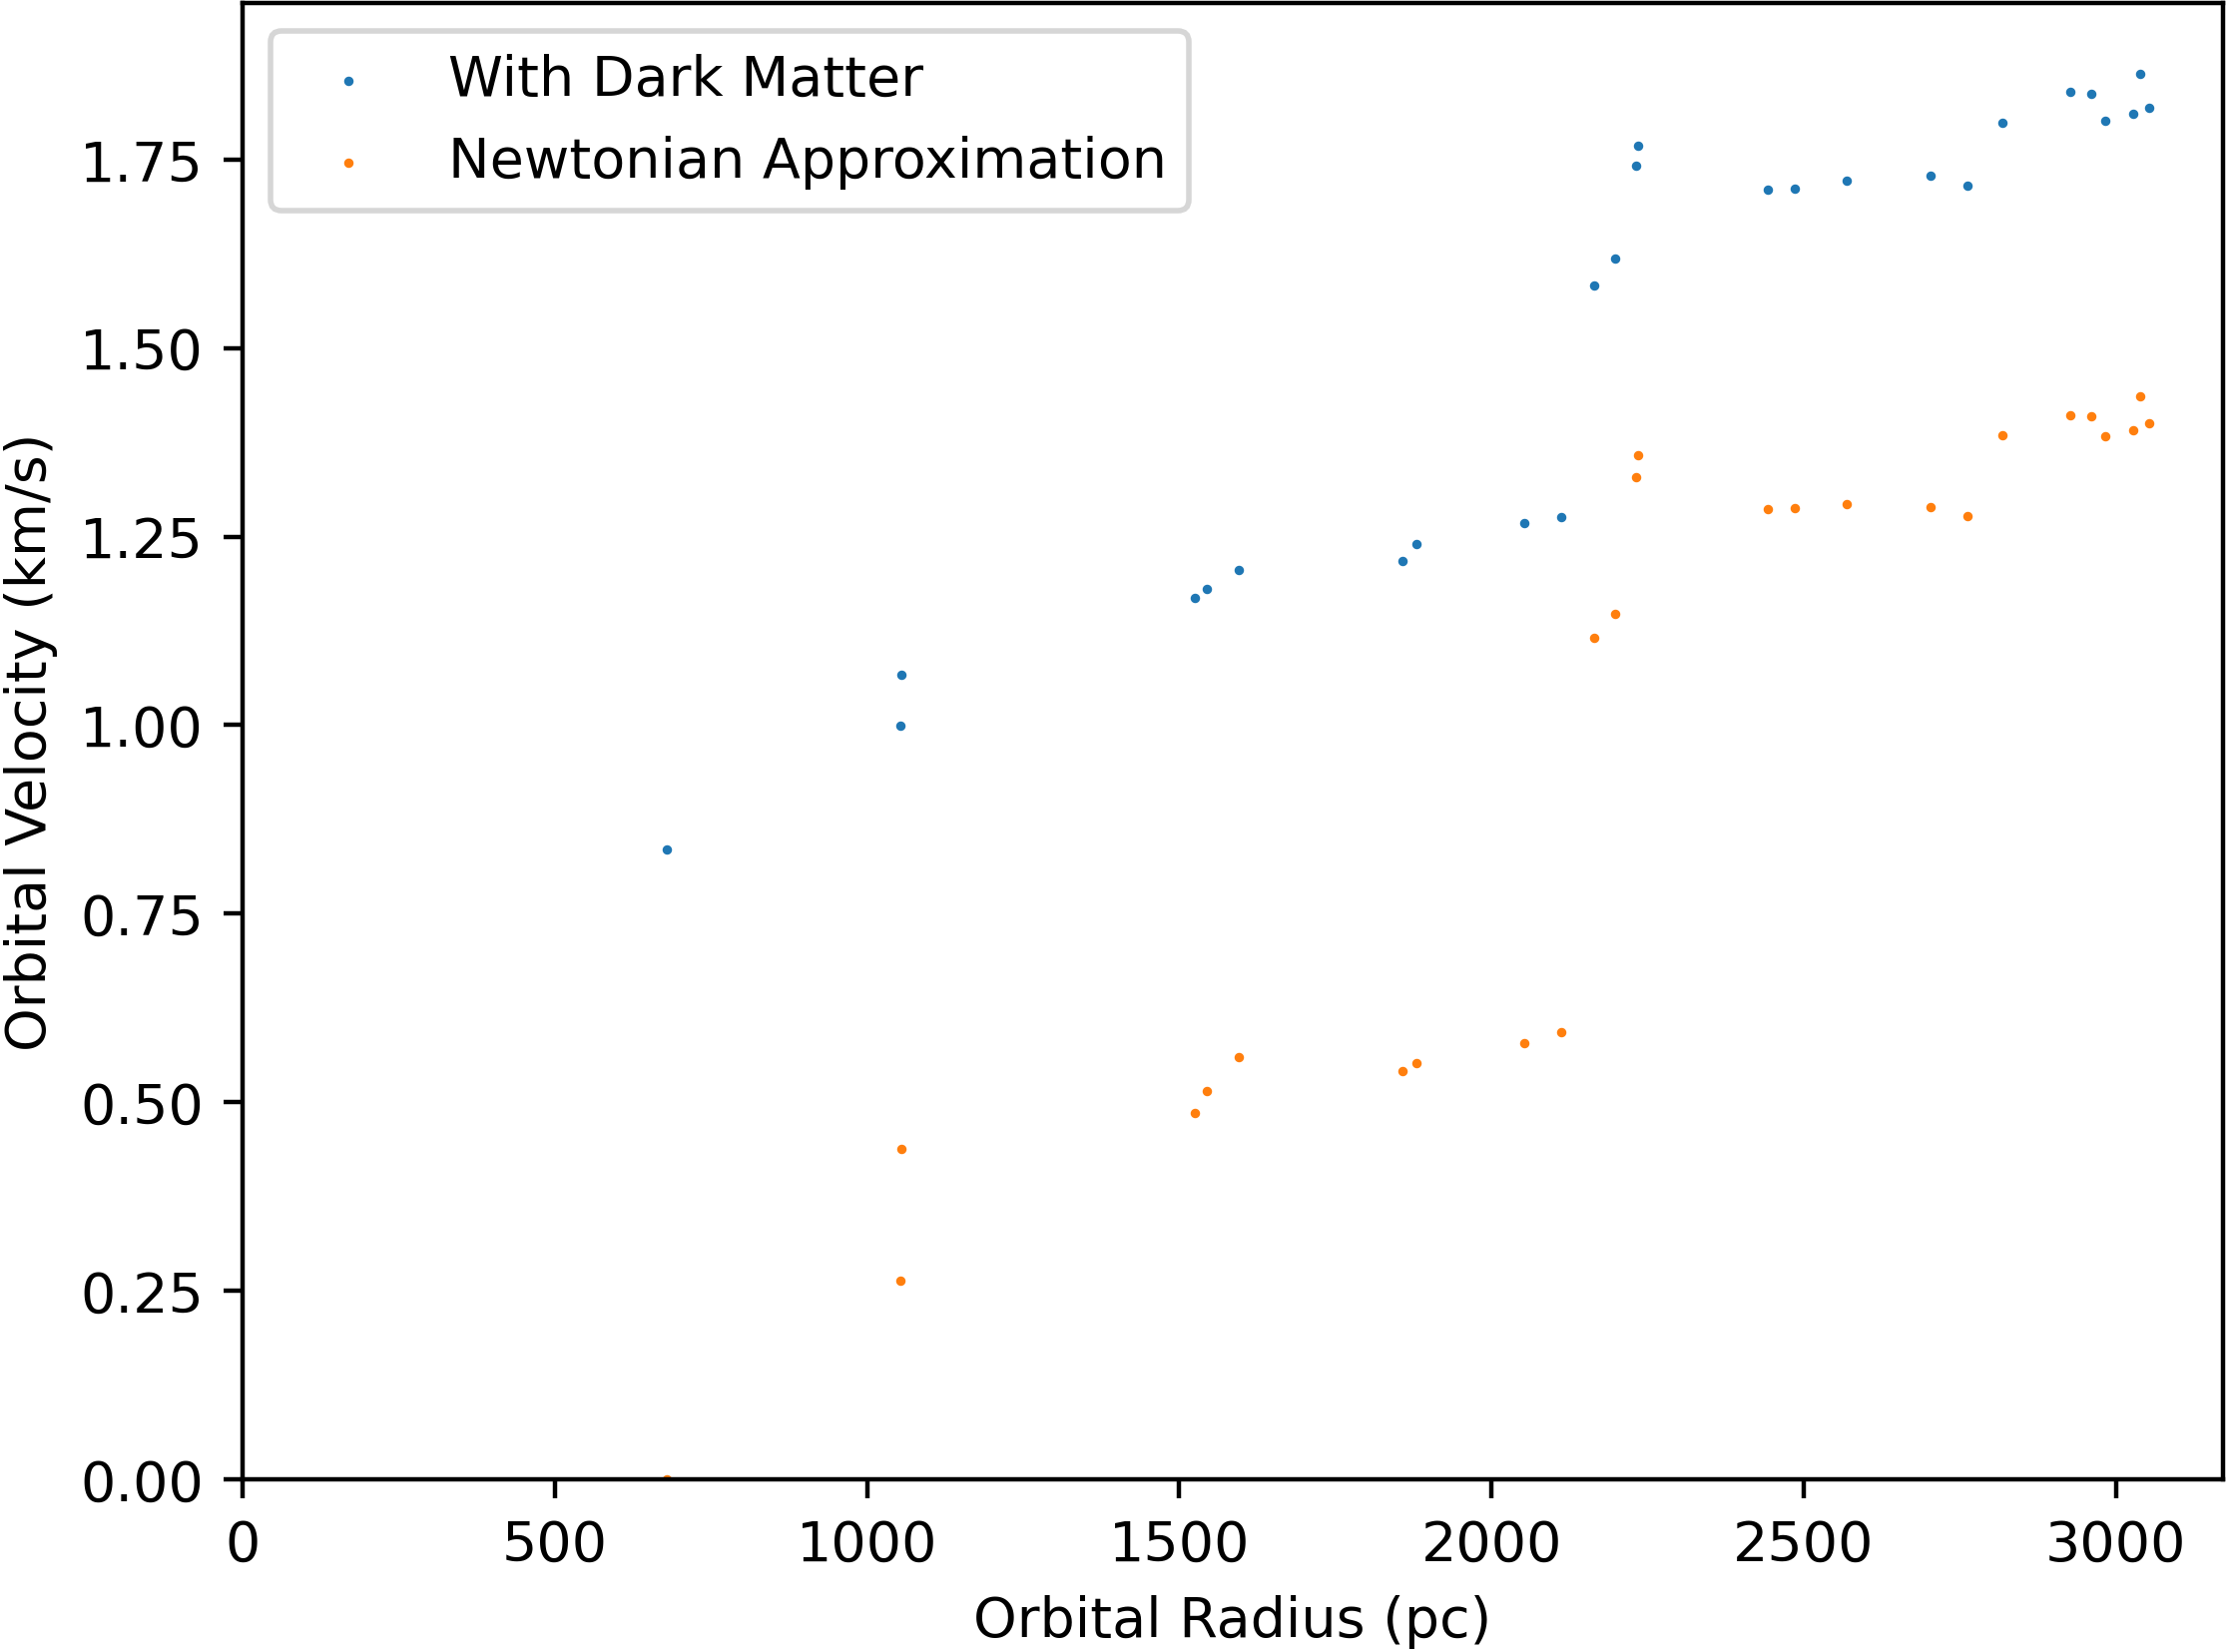 With Dark Matter
Newtonian Approximation
1.75
1.50
1.25
1.00
0.75
0.50
0.25
0.00
Orbital Velocity (km/s)
0 500 1000 1500 2000 2500 3000
Orbital Radius (pc)